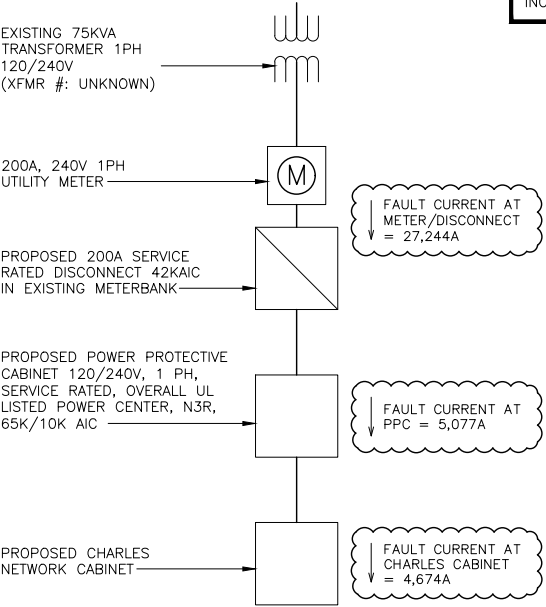 INC
EXISTING 75KVA
TRANSFORMER 1PH
120/240V
(XFMR #: UNKNOWN)
200A, 240V 1PH
UTILITY METER
M
FAULT CURRENT AT
METER/DISCONNECT
= 27,244A
PROPOSED 200A SERVICE
RATED DISCONNECT 42KAIC
IN EXISTING METERBANK
PROPOSED POWER PROTECTIVE
CABINET 120/240V, 1 PH,
SERVICE RATED, OVERALL UL
LISTED POWER CENTER, N3R,
65K/10K AIC
FAULT CURRENT AT
PPC = 5,077A
PROPOSED CHARLES
NETWORK CABINET
FAULT CURRENT AT
CHARLES CABINET
= 4,674A